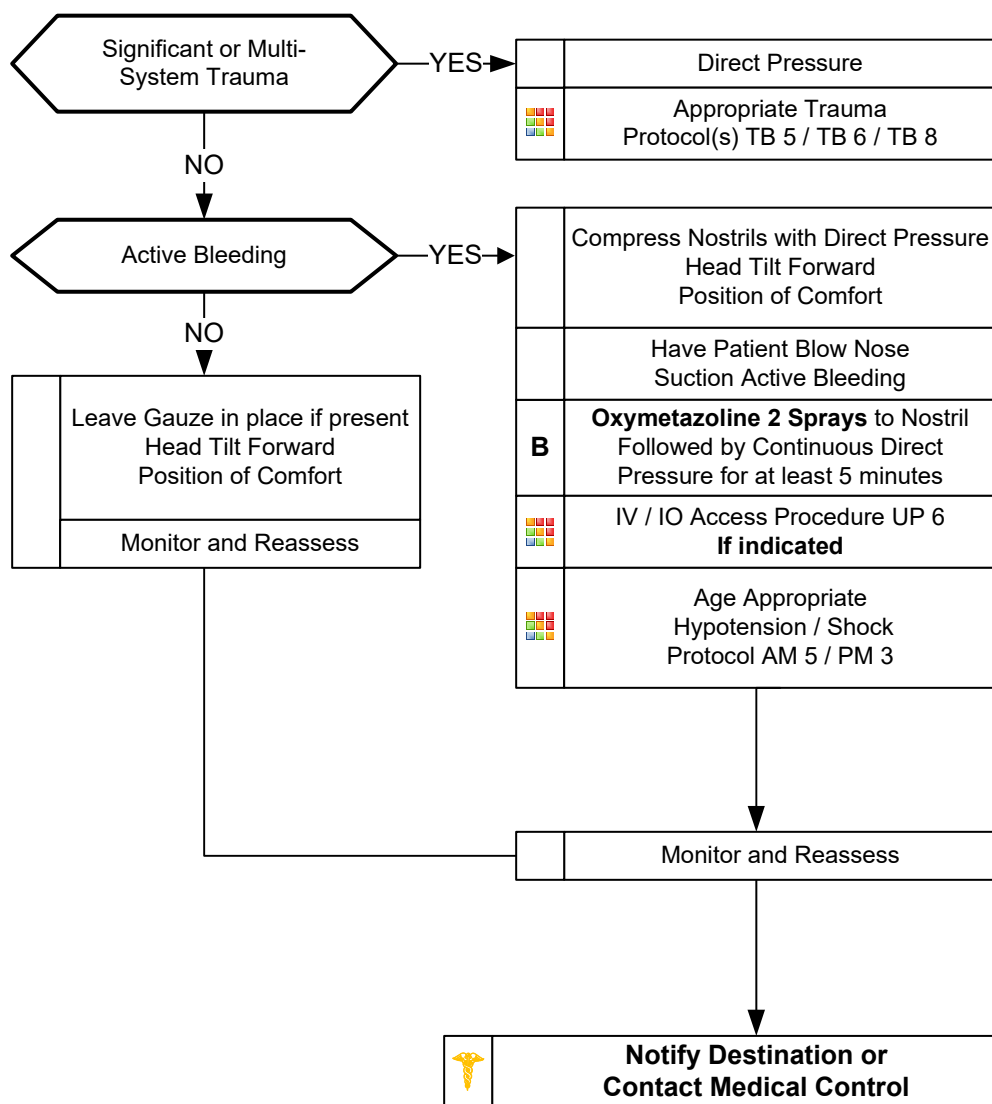 Significant or Multi-
System Trauma
YES
Direct Pressure
Appropriate Trauma
Protocol(s) TB 5 / TB 6 / TB 8
NO
Active Bleeding
YES
Compress Nostrils with Direct Pressure
Head Tilt Forward
Position of Comfort
Have Patient Blow Nose
Suction Active Bleeding
B
Oxymetazoline 2 Sprays to Nostril
Followed by Continuous Direct
Pressure for at least 5 minutes
IV / IO Access Procedure UP 6
If indicated
Age Appropriate
Hypotension / Shock
Protocol AM 5 / PM 3
NO
Leave Gauze in place if present
Head Tilt Forward
Position of Comfort
Monitor and Reassess
Monitor and Reassess
Notify Destination or
Contact Medical Control